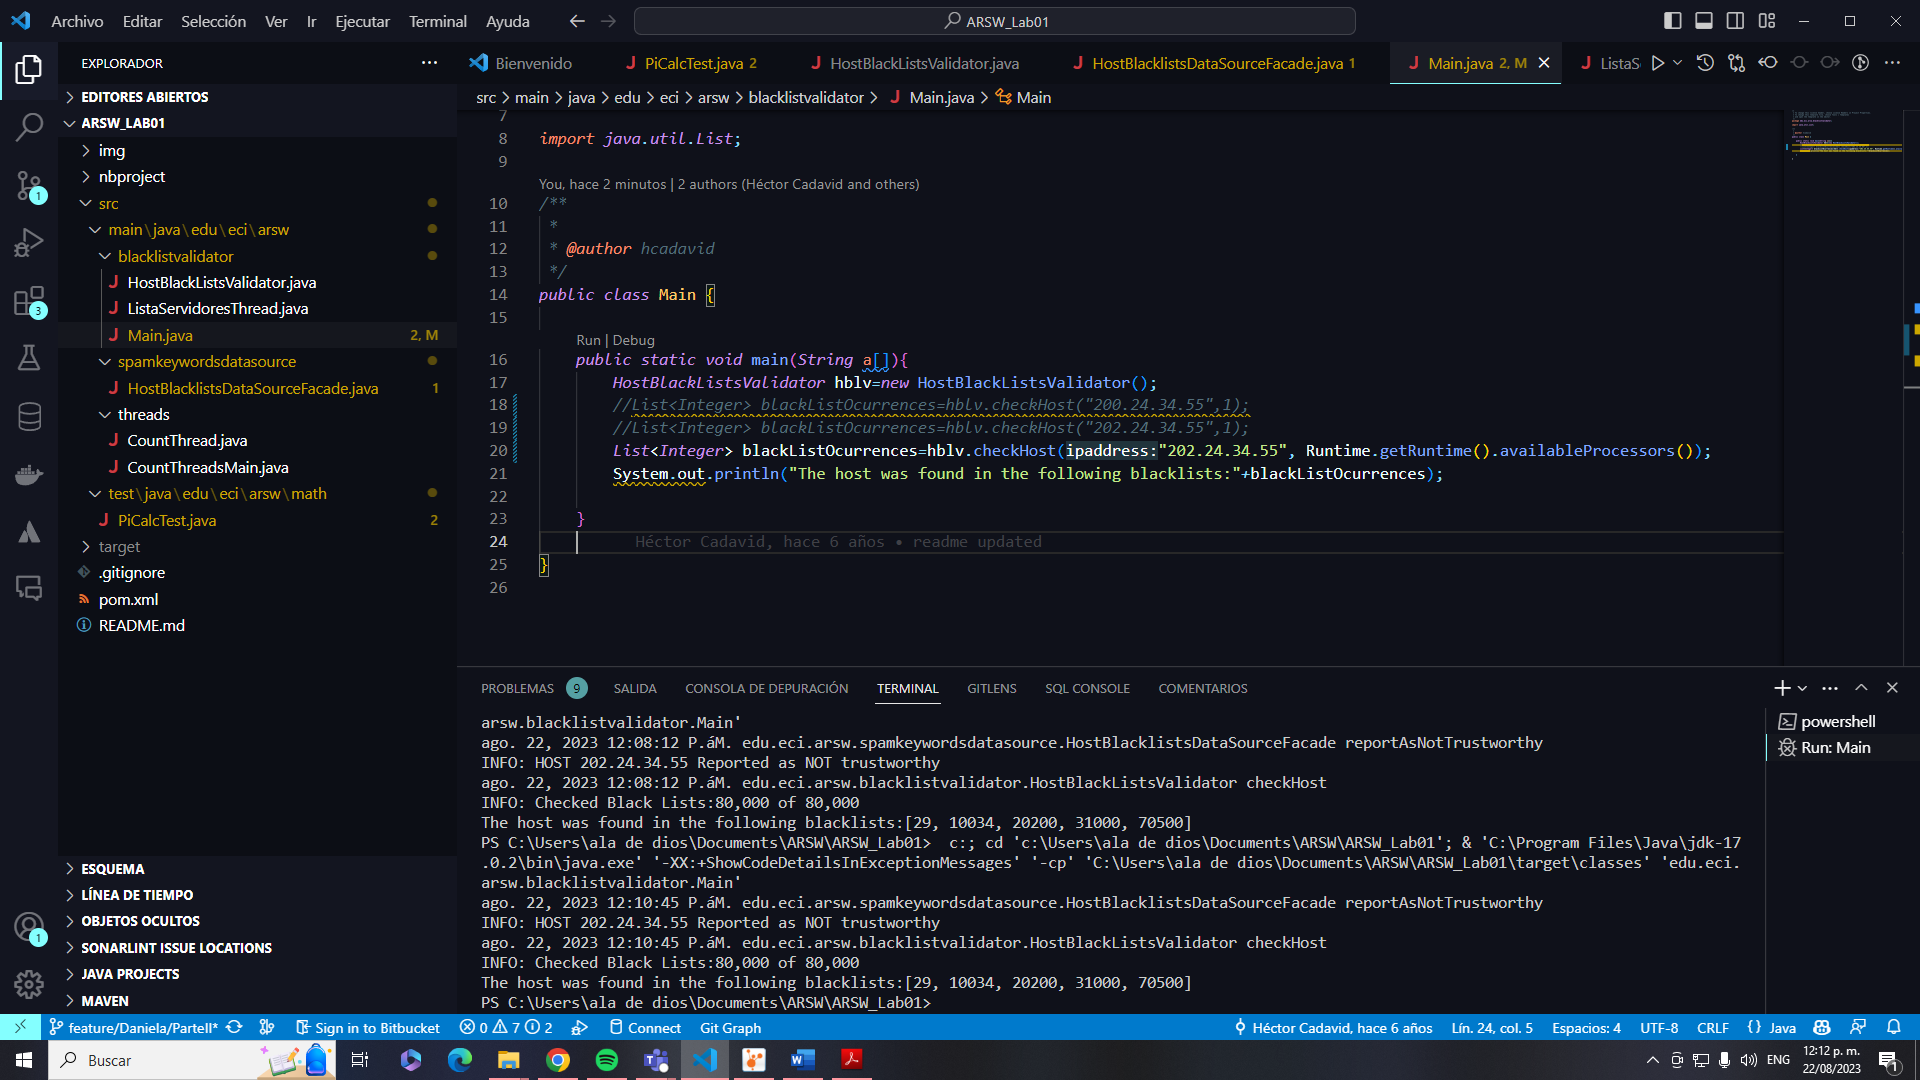 Archivo Editar Selección Ver Ir Ejecutar Terminal Ayuda
ARSW_Lab01
EXPLORADOR
Bienvenido
PiCalcTest.java 2
HostBlackListsValidator.java
HostBlacklistsDataSourceFacade.java 1
Main.java 2, M
ListaS
src > main > java > edu > eci > arsw > blacklistvalidator > Main.java > Main
EDITORES ABIERTOS
ARSW_LAB01
img
nbproject
src
main\java\edu\eci\arsw
blacklistvalidator
HostBlackListsValidator.java
ListaServidoresThread.java
Main.java 2, M
spamkeywordsdatasource
HostBlacklistsDataSourceFacade.java 1
threads
CountThread.java
CountThreadsMain.java
test\java\edu\eci\arsw\math
PiCalcTest.java 2
target
.gitignore
pom.xml
README.md
ESQUEMA
LÍNEA DE TIEMPO
OBJETOS OCULTOS
SONARLINT ISSUE LOCATIONS
JAVA PROJECTS
MAVEN
1
3
1
7
8 import java.util.List;
9
You, hace 2 minutos | 2 authors (Héctor Cadavid and others)
10 /**
11 *
12 * @author hcadavid
13 */
14 public class Main {
15
Run | Debug
16 public static void main(String a[]){
17 HostBlackListsValidator hblv=new HostBlackListsValidator();
18 //List<Integer> blackListOcurrences=hblv.checkHost("200.24.34.55",1);
19 //List<Integer> blackListOcurrences=hblv.checkHost("202.24.34.55",1);
20 List<Integer> blackListOcurrences=hblv.checkHost(ipaddress:"202.24.34.55", Runtime.getRuntime().availableProcessors());
21 System.out.println("The host was found in the following blacklists:"+blackListOcurrences);
22
23 }
24 Héctor Cadavid, hace 6 años • readme updated
25 }
26
PROBLEMAS 9 SALIDA CONSOLA DE DEPURACIÓN TERMINAL GITLENS SQL CONSOLE COMENTARIOS
powershell
Run: Main
arsw.blacklistvalidator.Main'
ago. 22, 2023 12:08:12 P.áM. edu.eci.arsw.spamkeywordsdatasource.HostBlacklistsDataSourceFacade reportAsNotTrustworthy
INFO: HOST 202.24.34.55 Reported as NOT trustworthy
ago. 22, 2023 12:08:12 P.áM. edu.eci.arsw.blacklistvalidator.HostBlackListsValidator checkHost
INFO: Checked Black Lists:80,000 of 80,000
The host was found in the following blacklists:[29, 10034, 20200, 31000, 70500]
PS C:\Users\ala de dios\Documents\ARSW\ARSW_Lab01> c:; cd 'c:\Users\ala de dios\Documents\ARSW\ARSW_Lab01'; & 'C:\Program Files\Java\jdk-17
.0.2\bin\java.exe' '-XX:+ShowCodeDetailsInExceptionMessages' '-cp' 'C:\Users\ala de dios\Documents\ARSW\ARSW_Lab01\target\classes' 'edu.eci.
arsw.blacklistvalidator.Main'
ago. 22, 2023 12:10:45 P.áM. edu.eci.arsw.spamkeywordsdatasource.HostBlacklistsDataSourceFacade reportAsNotTrustworthy
INFO: HOST 202.24.34.55 Reported as NOT trustworthy
ago. 22, 2023 12:10:45 P.áM. edu.eci.arsw.blacklistvalidator.HostBlackListsValidator checkHost
INFO: Checked Black Lists:80,000 of 80,000
The host was found in the following blacklists:[29, 10034, 20200, 31000, 70500]
PS C:\Users\ala de dios\Documents\ARSW\ARSW_Lab01>
feature/Daniela/ParteII* Sign in to Bitbucket 0 7 2 Connect Git Graph Héctor Cadavid, hace 6 años Lín. 24, col. 5 Espacios: 4 UTF-8 CRLF {} Java
Buscar
ENG
12:12 p. m.
22/08/2023
1